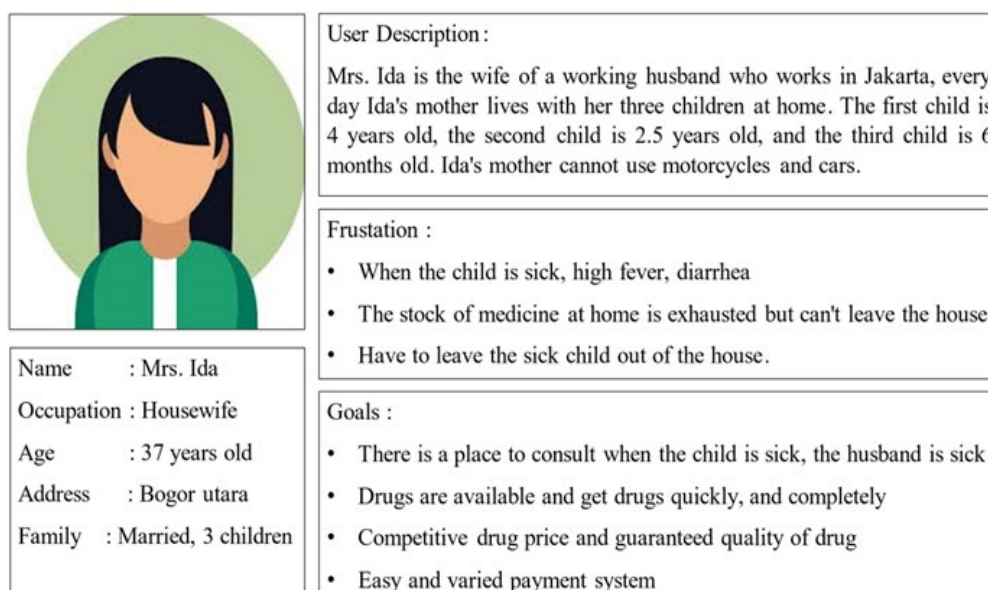 User Description :
Mrs. Ida is the wife of a working husband who works in Jakarta, every
day Ida's mother lives with her three children at home. The first child is
4 years old, the second child is 2.5 years old, and the third child is 6
months old. Ida's mother cannot use motorcycles and cars.
Frustation :
• When the child is sick, high fever, diarrhea
• The stock of medicine at home is exhausted but can't leave the house
• Have to leave the sick child out of the house.
Name : Mrs. Ida
Occupation : Housewife
Age : 37 years old
Address : Bogor utara
Family : Married, 3 children
Goals :
• There is a place to consult when the child is sick, the husband is sick
• Drugs are available and get drugs quickly, and completely
• Competitive drug price and guaranteed quality of drug
• Easy and varied payment system